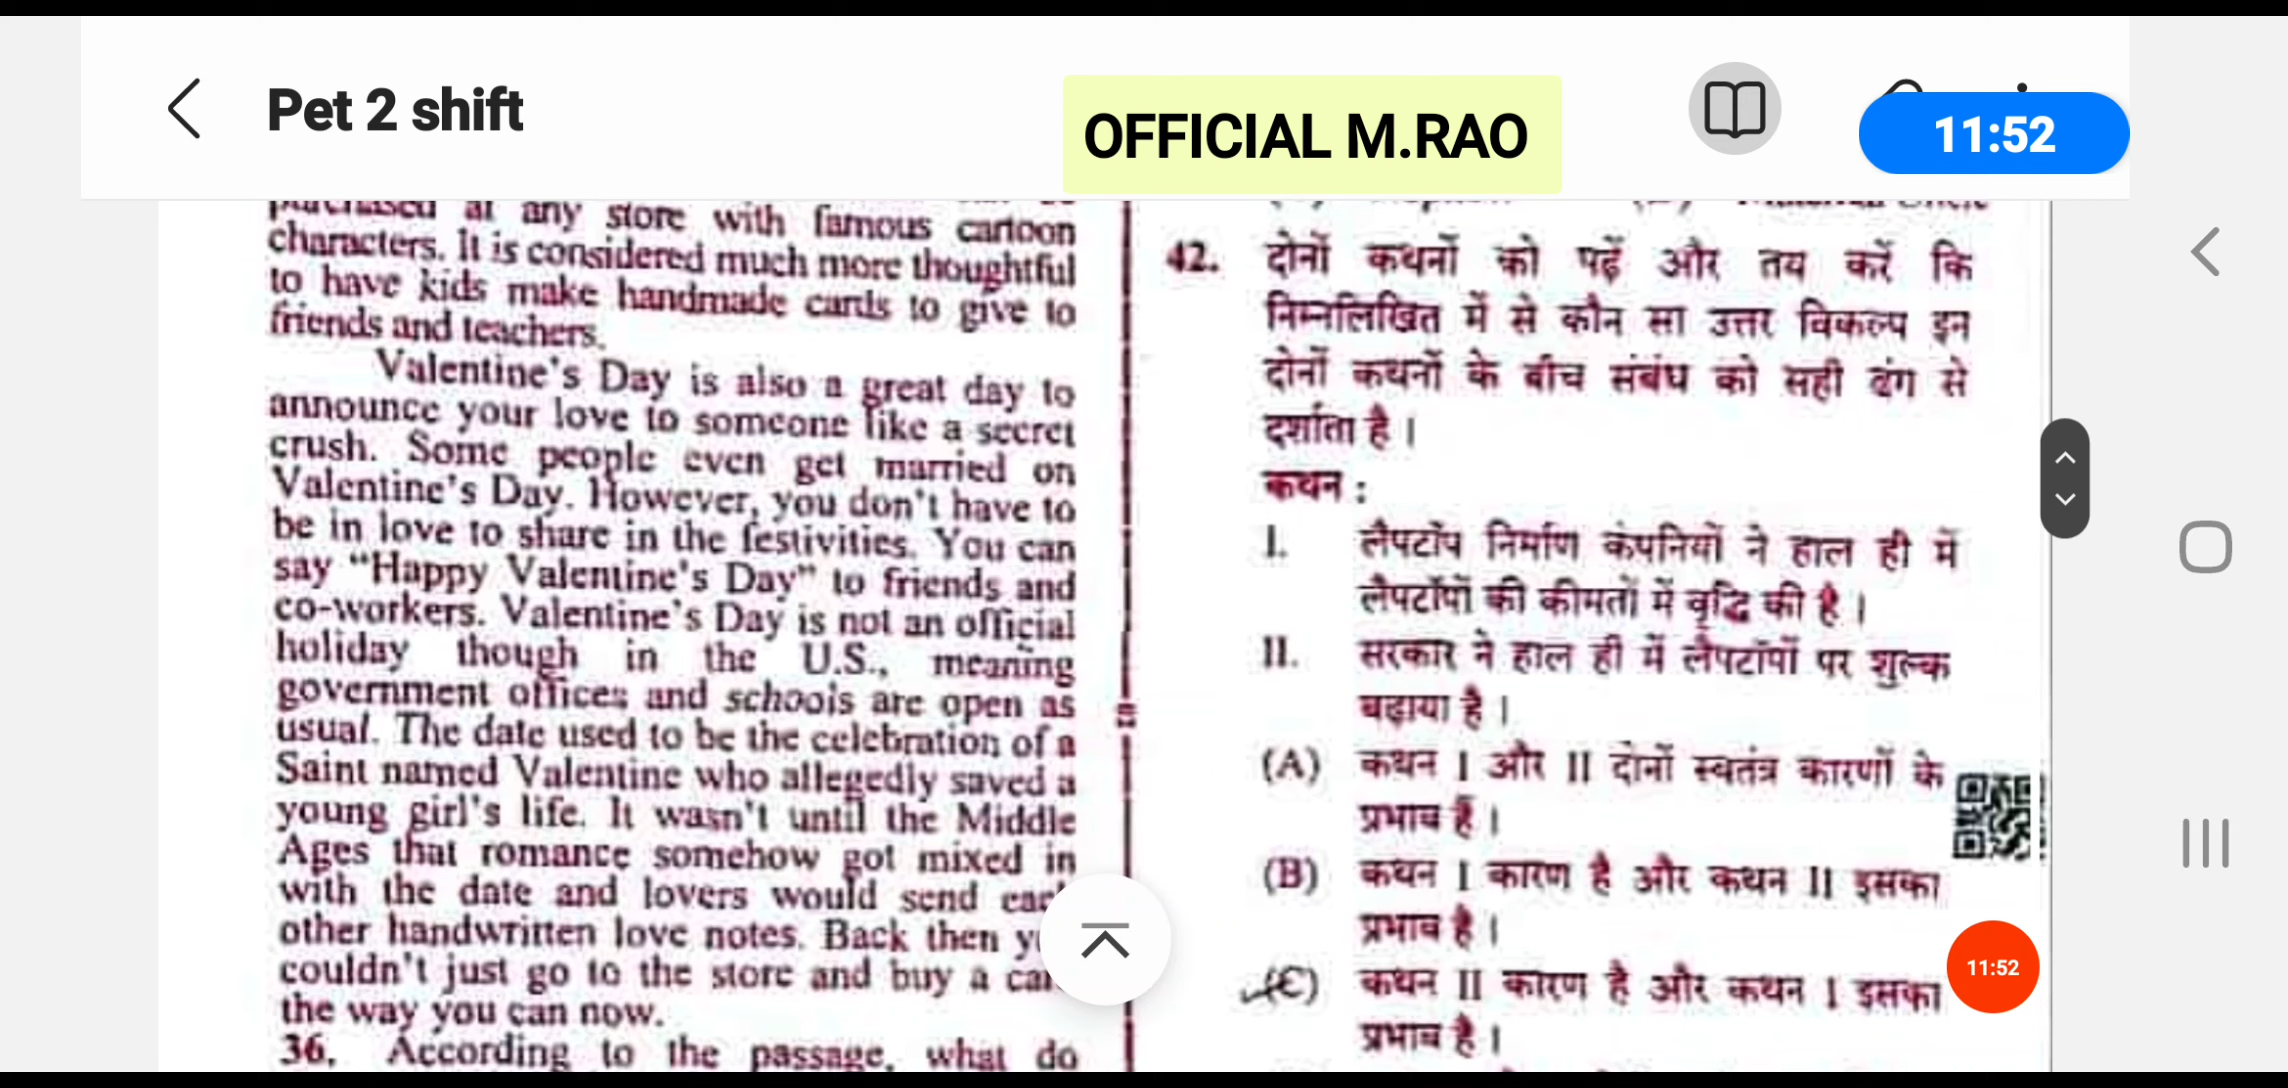 Pet 2 shift
OFFICIAL M.RAO
11:52
purchased at any store with famous cartoon
characters. It is considered much more thoughtful
to have kids make handmade cards to give to
friends and teachers.
Valentine's Day is also a great day to
announce your love to someone like a secret
crush. Some people even get married on
Valentine's Day. However, you don't have to
be in love to share in the festivities. You can
say "Happy Valentine's Day" to friends and
co-workers. Valentine's Day is not an official
holiday though in the U.S., meaning
government offices and schools are open as
usual. The date used to be the celebration of a
Saint named Valentine who allegedly saved a
young girl's life. It wasn't until the Middle
Ages that romance somehow got mixed in
with the date and lovers would send
other handwritten love notes. Back then
couldn't just go to the store and buy a
the way you can now.
36. According to the passage, what do
42. दोनों कथनों को पढ़ें और तय करें कि
निम्नलिखित में से कौन सा उत्तर विकल्प इन
दोनों कथनों के बीच संबंध को सही ढंग से
दर्शाता है ।
कथन :
I. लैपटॉप निर्माण कंपनियों ने हाल ही में
लैपटॉपों की कीमतों में वृद्धि की है ।
II. सरकार ने हाल ही में लैपटॉपों पर शुल्क
बढ़ाया है ।
(A) कथन I और II दोनों स्वतंत्र कारणों के
प्रभाव हैं ।
(B) कथन I कारण है और कथन II इसका
प्रभाव है ।
(C) कथन II कारण है और कथन I इसका
प्रभाव है ।
11:52